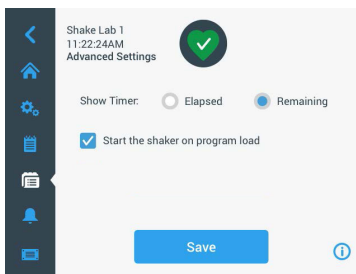 Shake Lab 1
11:22:24AM
Advanced Settings
Show Timer: Elapsed Remaining
Start the shaker on program load
Save